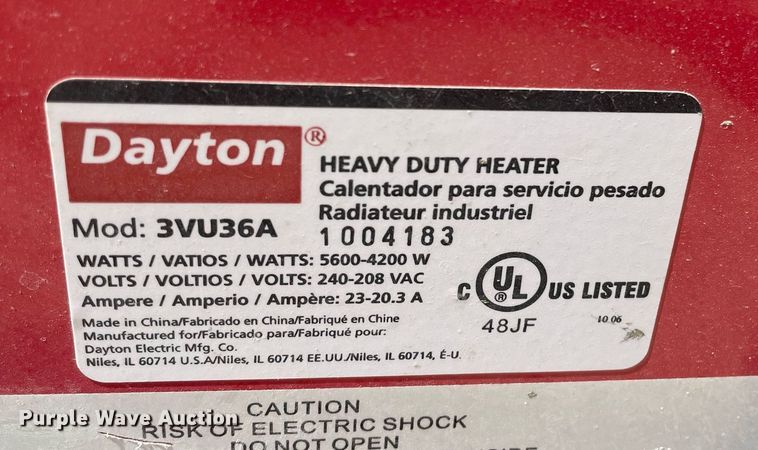 Dayton®
HEAVY DUTY HEATER
Calentador para servicio pesado
Radiateur industriel
Mod: 3VU36A
1004183
WATTS / VATIOS / WATTS: 5600-4200 W
VOLTS / VOLTIOS / VOLTS: 240-208 VAC
Ampere / Amperio / Ampère: 23-20.3 A
C UL ® US LISTED
48JF
10 06
Made in China/Fabricado en China/Fabriqué en Chine
Manufactured for/Fabricado para/Fabriqué pour:
Dayton Electric Mfg. Co.
Niles, IL 60714 U.S.A/Niles, IL 60714 EE.UU./Niles, IL 60714, É-U.
Purple Wave Auction
CAUTION
RISK OF ELECTRIC SHOCK
DO NOT OPEN